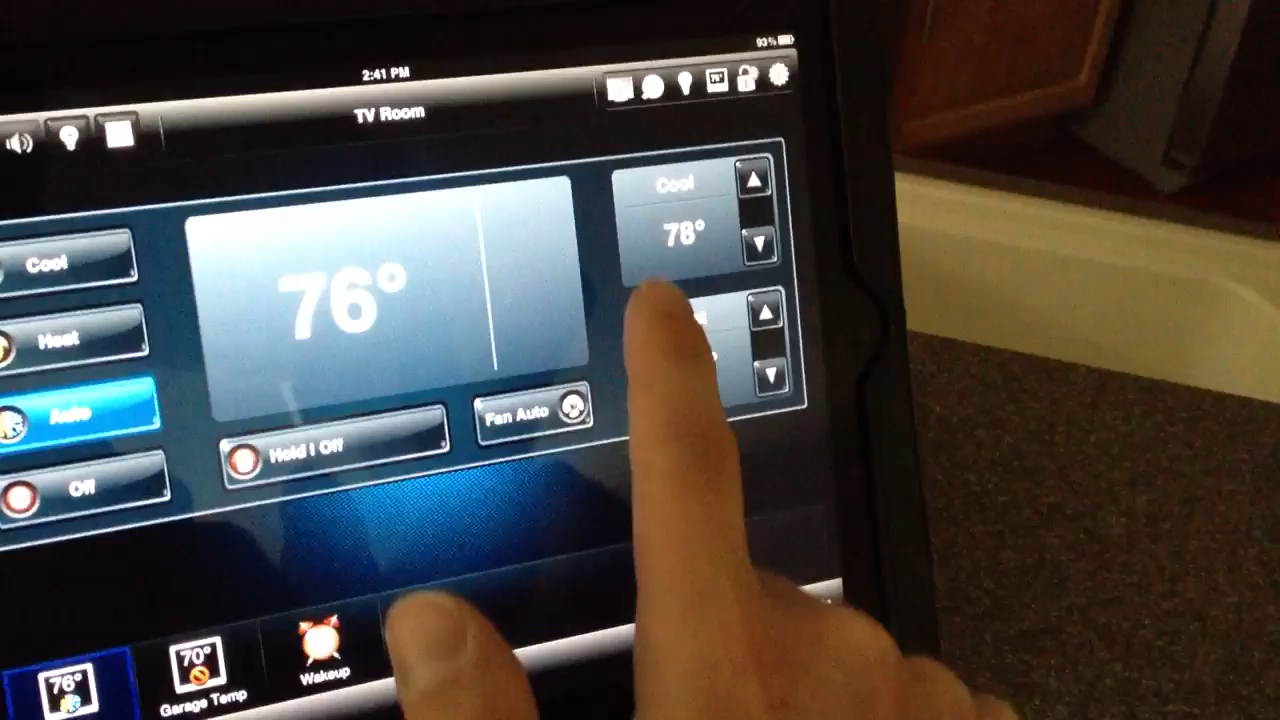 93%
2:41 PM
TV Room
76°
Cool
78°
Cool
Heat
Auto
Off
76°
Hold | Off
Fan Auto
76°
70°
Garage Temp
Wakeup